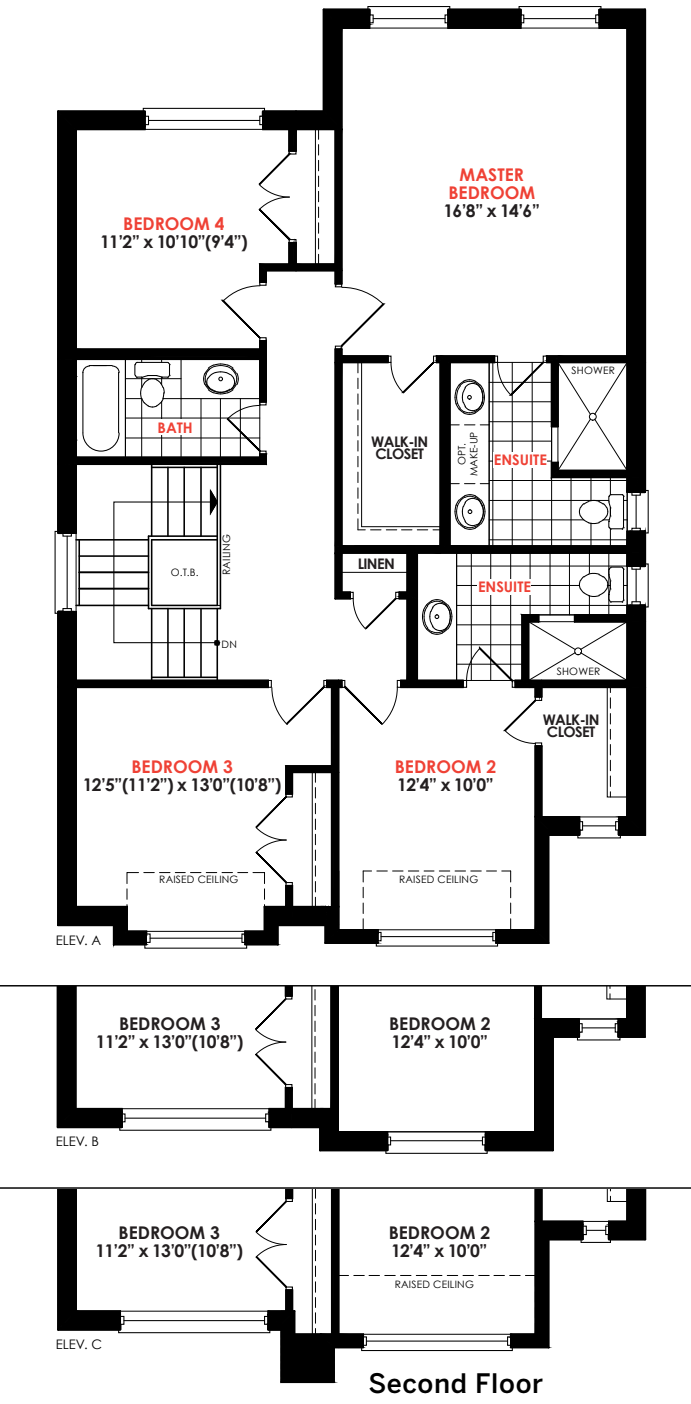 MASTER
BEDROOM
16'8” x 14'6”
BEDROOM 4
11'2” x 10'10”(9'4”)
BATH
WALK-IN
CLOSET
OPT.
MAKE-UP
ENSUITE
SHOWER
O.T.B.
RAILING
DN
LINEN
ENSUITE
SHOWER
BEDROOM 3
12'5”(11'2”) x 13'0”(10'8”)
BEDROOM 2
12'4” x 10'0”
WALK-IN
CLOSET
RAISED CEILING
RAISED CEILING
ELEV. A
BEDROOM 3
11'2” x 13'0”(10'8”)
BEDROOM 2
12'4” x 10'0”
ELEV. B
BEDROOM 3
11'2” x 13'0”(10'8”)
BEDROOM 2
12'4” x 10'0”
RAISED CEILING
ELEV. C
Second Floor